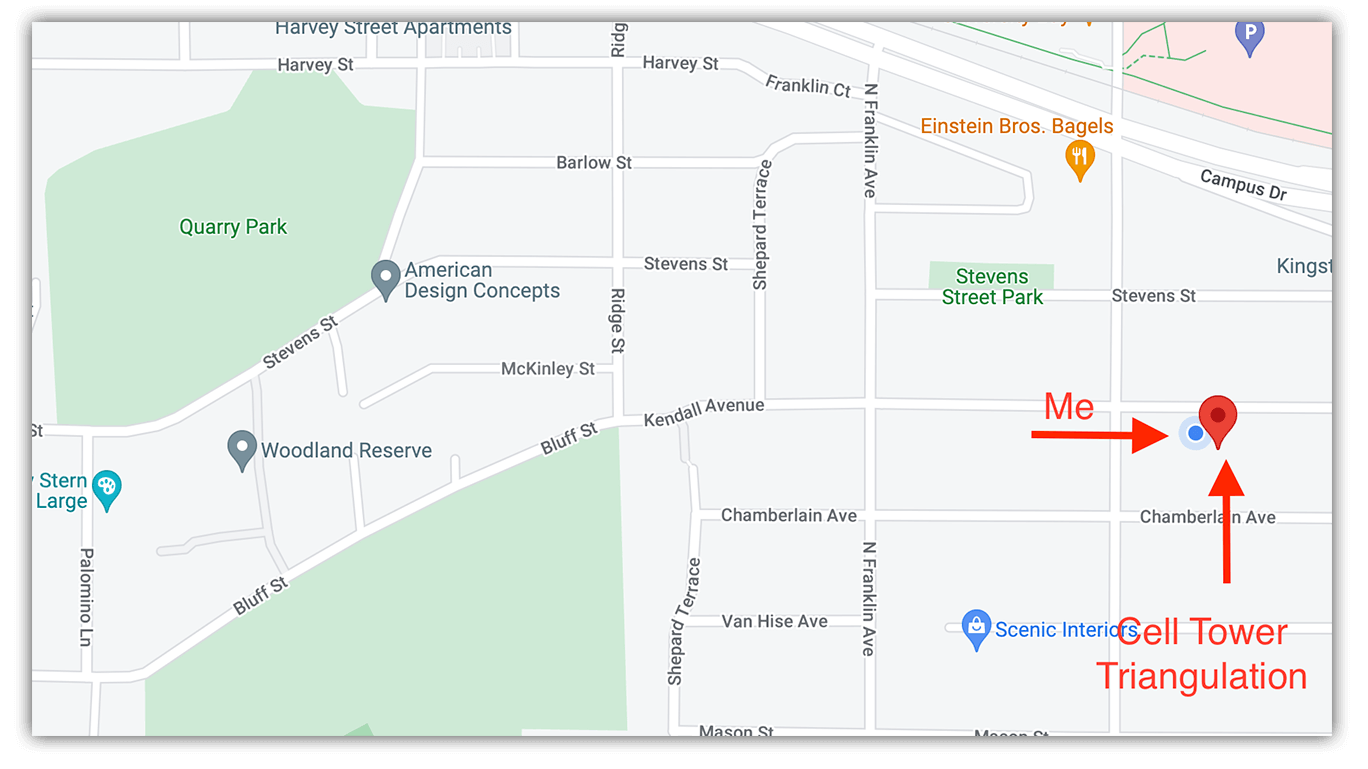 Harvey Street Apartments
Harvey St
Ridg
Harvey St
Franklin Ct
N Franklin Ave
P
Einstein Bros. Bagels
Campus Dr
Barlow St
Shepard Terrace
Quarry Park
American
Design Concepts
Stevens St
Stevens
Street Park
Kingst
Stevens St
Ridge St
Stevens St
McKinley St
Kendall Avenue
Me
St
Bluff St
Woodland Reserve
Stern
Large
Chamberlain Ave
Chamberlain Ave
Palomino Ln
Bluff St
Shepard Terrace
Van Hise Ave
N Franklin Ave
Scenic Interiors
Cell Tower
Triangulation
Mason St
Mason St